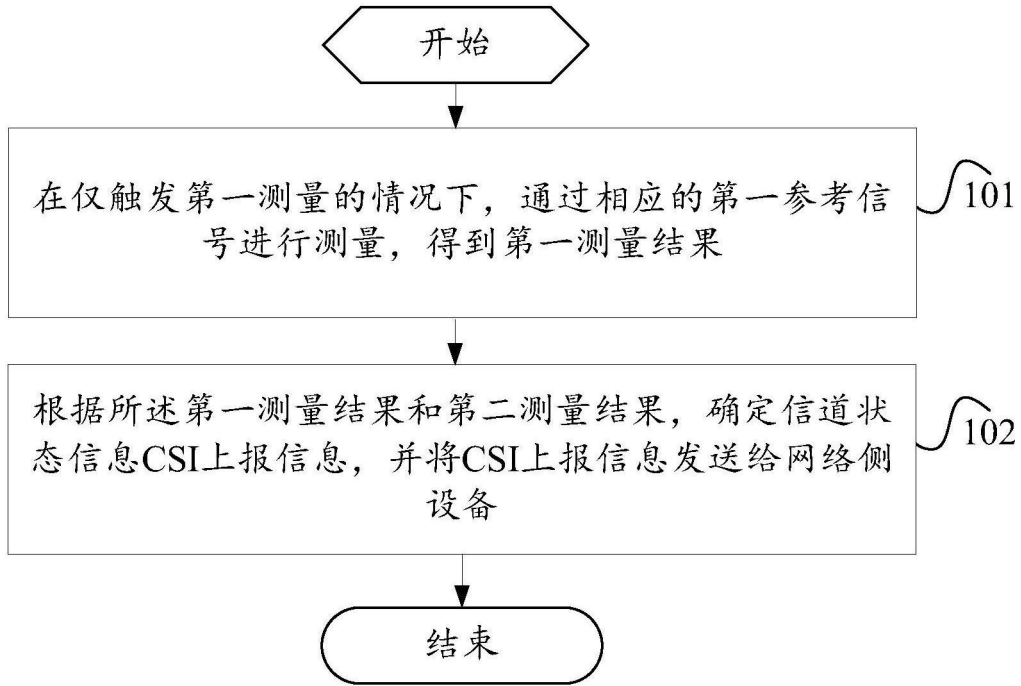 开始
在仅触发第一测量的情况下，通过相应的第一参考信
号进行测量，得到第一测量结果
101
根据所述第一测量结果和第二测量结果，确定信道状
态信息CSI上报信息，并将CSI上报信息发送给网络侧
设备
102
结束